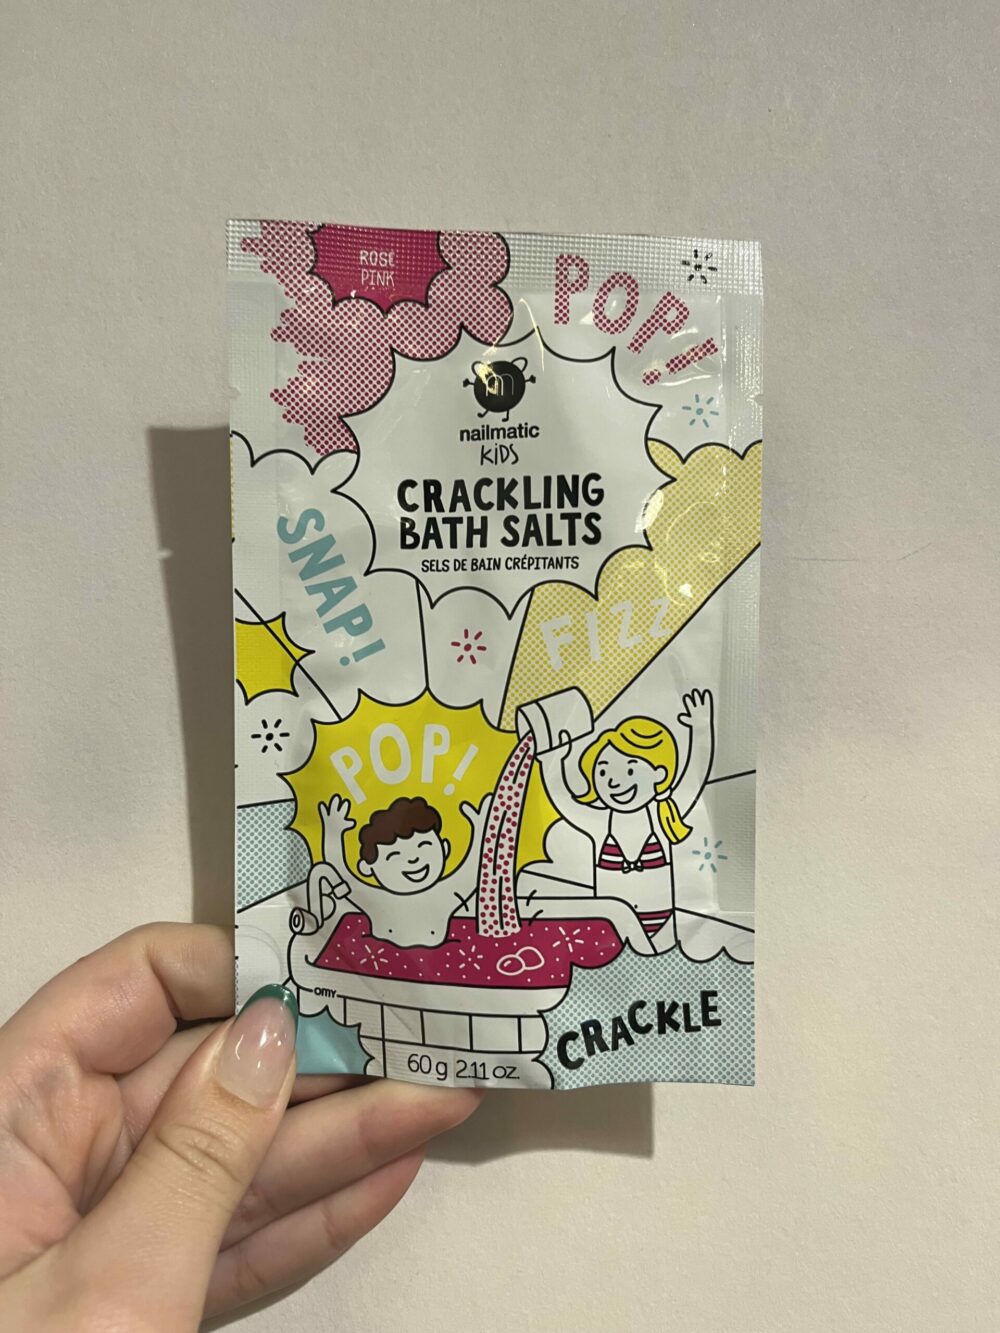 ROSE
PINK
POP!
m
nailmatic
KiDS
CRACKLING
BATH SALTS
SELS DE BAIN CRÉPITANTS
SNAP!
FIZZ
POP!
OMY
CRACKLE
60 g 2.11 oz.